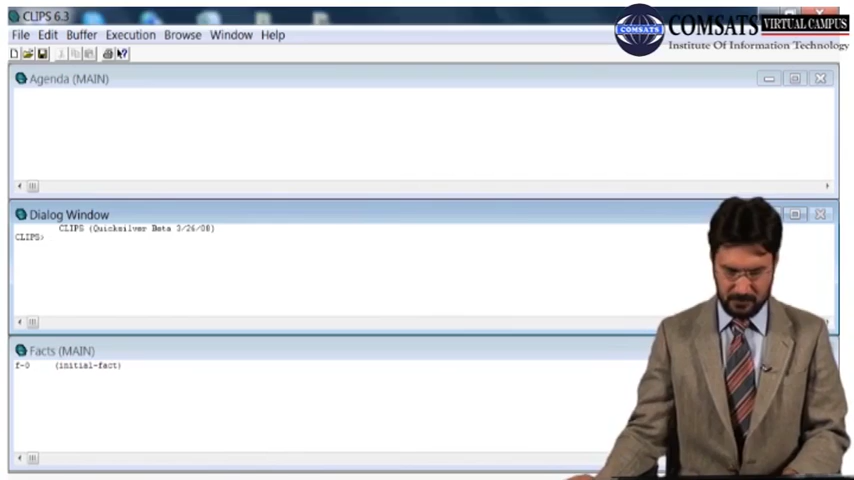 CLIPS 6.3
File Edit Buffer Execution Browse Window Help
COMSATS
COMSATS
VIRTUAL CAMPUS
Institute Of Information Technology
Agenda (MAIN)
Dialog Window
CLIPS (Quicksilver Beta 3/26/08)
CLIPS>
Facts (MAIN)
f-0 (initial-fact)